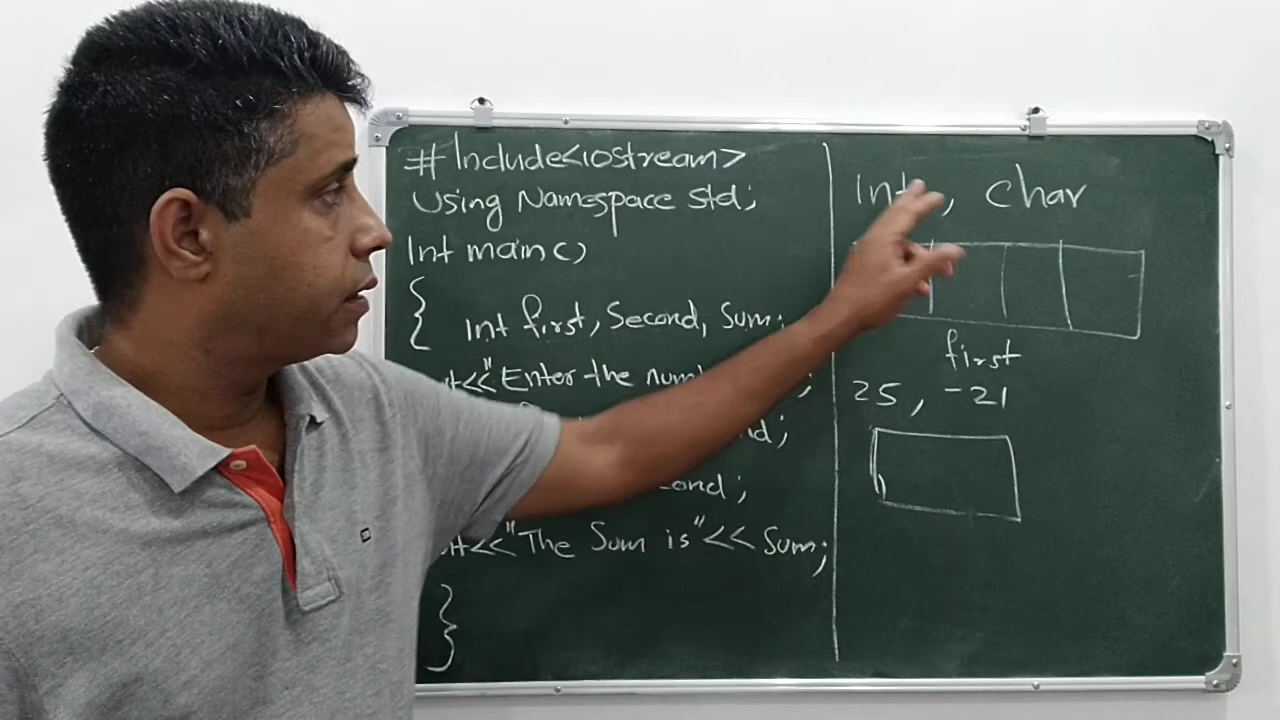 #Include<iostream>
Using Namespace Std;
Int main()
{
Int first, Second, Sum;
<<"Enter the num
;
nd;
cond;
<<"The Sum is"<< Sum;
}
Int, char
first
25, -21